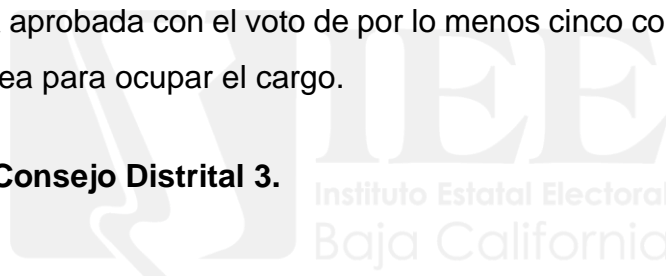 aprobada con el voto de por lo menos cinco co
ea para ocupar el cargo.
Consejo Distrital 3.
IEE
Instituto Estatal Electoral
Baja California